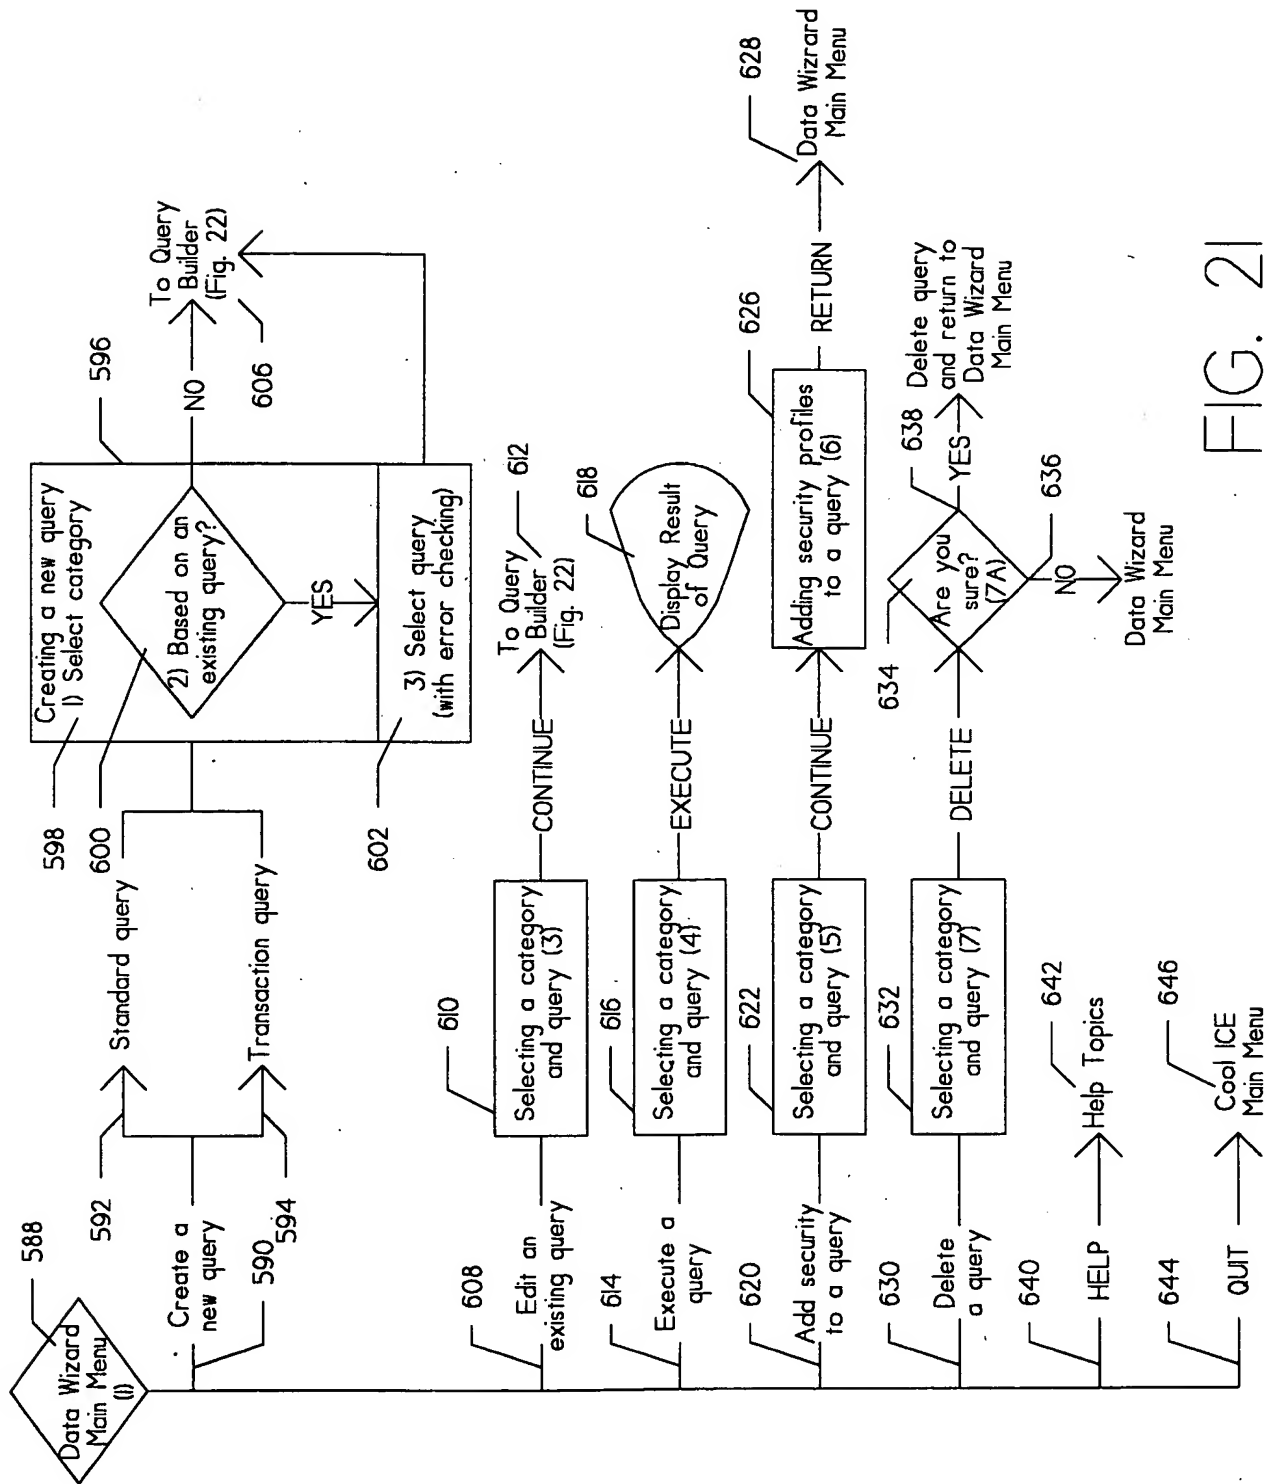 588
Data Wizard
Main Menu
(1)
Create a
new query
590
592
Standard query
594
Transaction query
596
Creating a new query
1) Select category
598
600
2) Based on an
existing query?
NO
YES
602
3) Select query
(with error checking)
To Query
Builder
(Fig. 22)
606
608
Edit an
existing query
610
Selecting a category
and query (3)
CONTINUE
To Query
Builder
(Fig. 22)
612
614
Execute a
query
616
Selecting a category
and query (4)
EXECUTE
Display Result
of Query
618
620
Add security
to a query
622
Selecting a category
and query (5)
CONTINUE
Adding security profiles
to a query (6)
626
RETURN
Data Wizrard
Main Menu
628
630
Delete
a query
632
Selecting a category
and query (7)
DELETE
634
Are you
sure?
(7A)
638
YES
Delete query
and return to
Data Wizard
Main Menu
636
NO
Data Wizard
Main Menu
640
HELP
642
Help Topics
644
QUIT
646
Cool ICE
Main Menu
FIG. 21